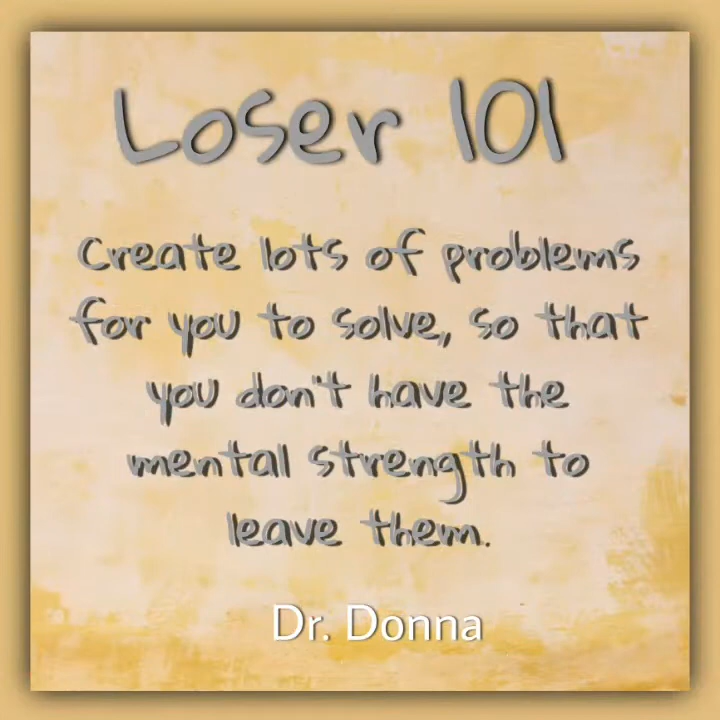 Loser 101
Create lots of problems
for you to solve, so that
you don't have the
mental strength to
leave them.
Dr. Donna